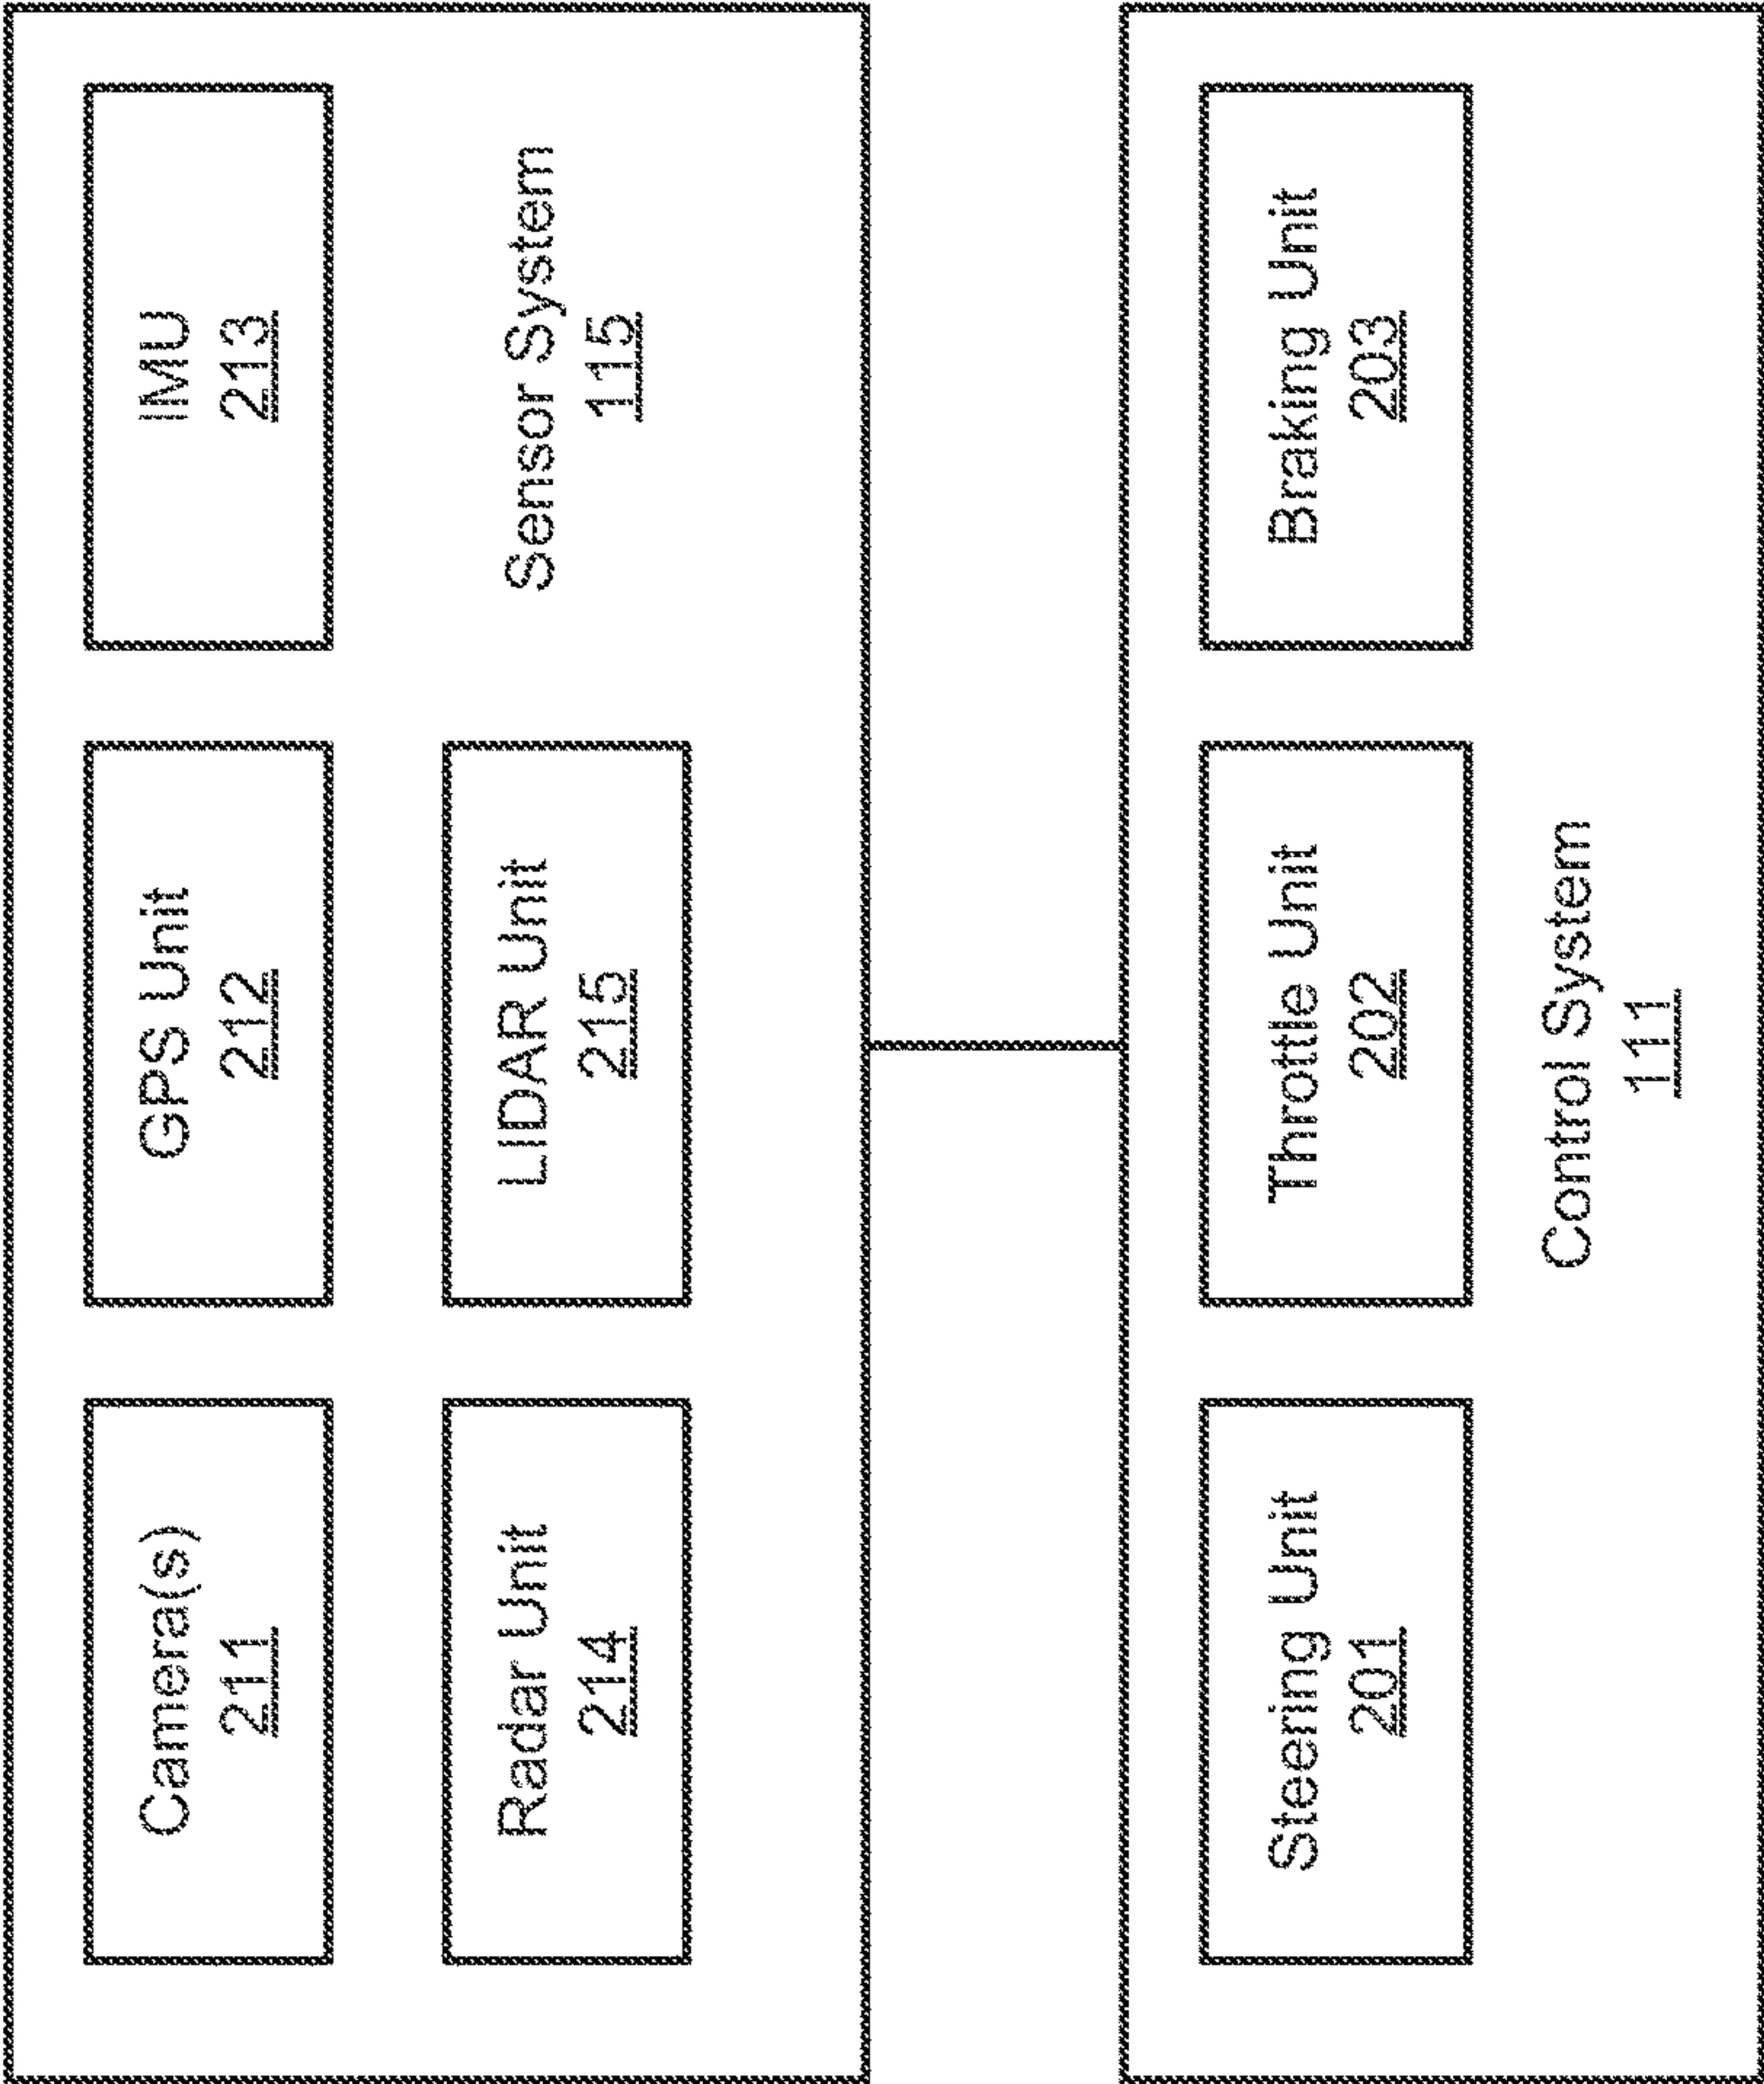 Camera(s)
211
GPS Unit
212
IMU
213
Radar Unit
214
LIDAR Unit
215
Sensor System
115
Steering Unit
201
Throttle Unit
202
Braking Unit
203
Control System
111